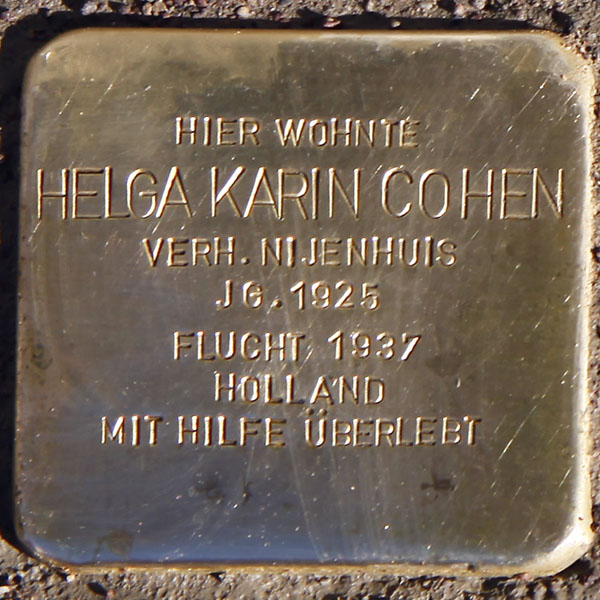 HIER WOHNTE
HELGA KARIN COHEN
VERH. NIJENHUIS
JG. 1925
FLUCHT 1937
HOLLAND
MIT HILFE ÜBERLEBT